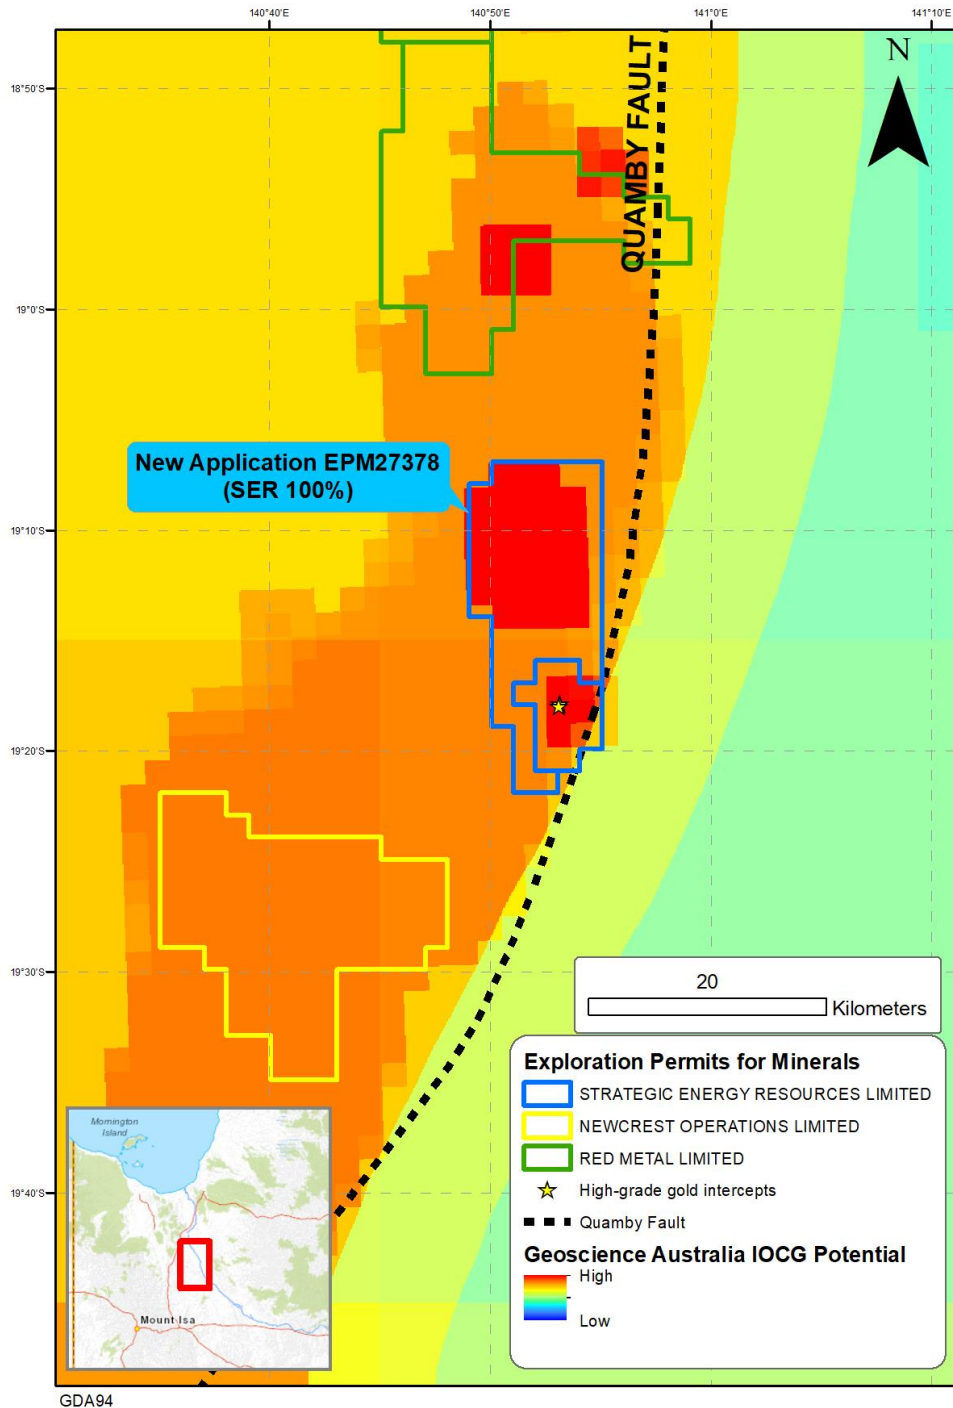 140°40'E 140°50'E 141°0'E 141°10'E
N
QUAMBY FAULT
18°50'S
19°0'S
New Application EPM27378
(SER 100%)
19°10'S
19°20'S
19°30'S
20
Kilometers
Exploration Permits for Minerals
STRATEGIC ENERGY RESOURCES LIMITED
NEWCREST OPERATIONS LIMITED
RED METAL LIMITED
High-grade gold intercepts
Quamby Fault
Geoscience Australia IOCG Potential
High
Low
19°40'S
Mornington
Island
Mount Isa
GDA94